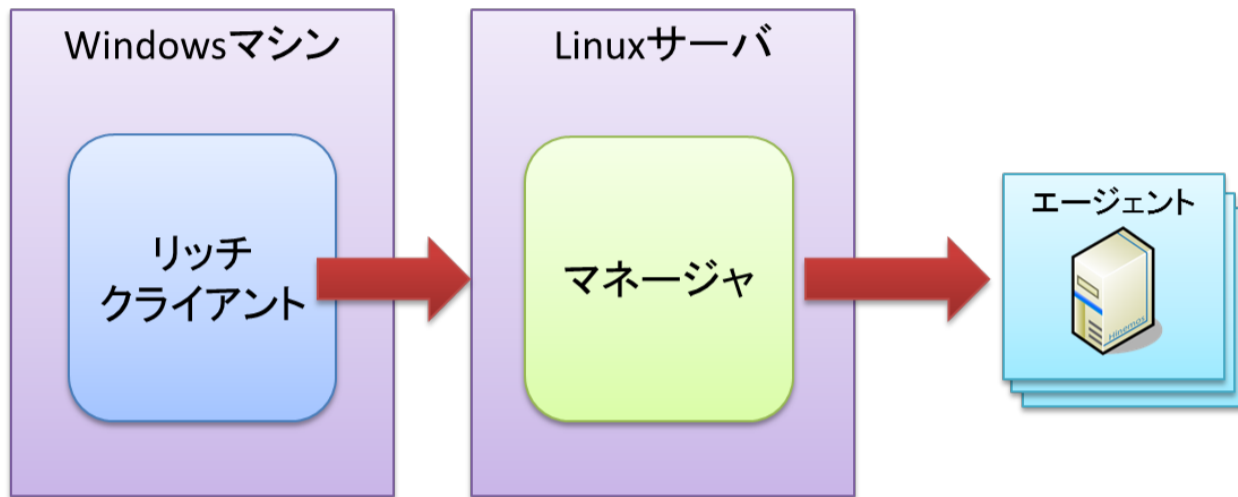 Windowsマシン
リッチ
クライアント
Linuxサーバ
マネージャ
エージェント
Hinemos